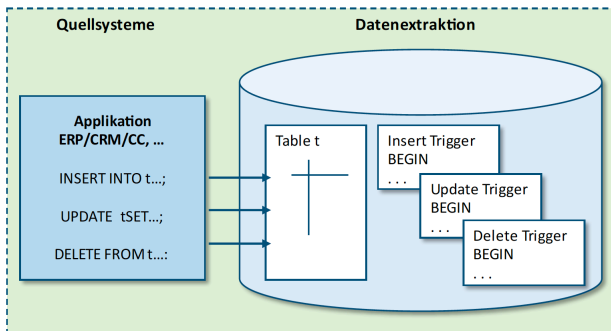 Quellsysteme
Datenextraktion
Applikation
ERP/CRM/CC, ...
INSERT INTO t...;
UPDATE tSET...;
DELETE FROM t...:
Table t
Insert Trigger
BEGIN
. . .
Update Trigger
BEGIN
. . .
Delete Trigger
BEGIN
. . .